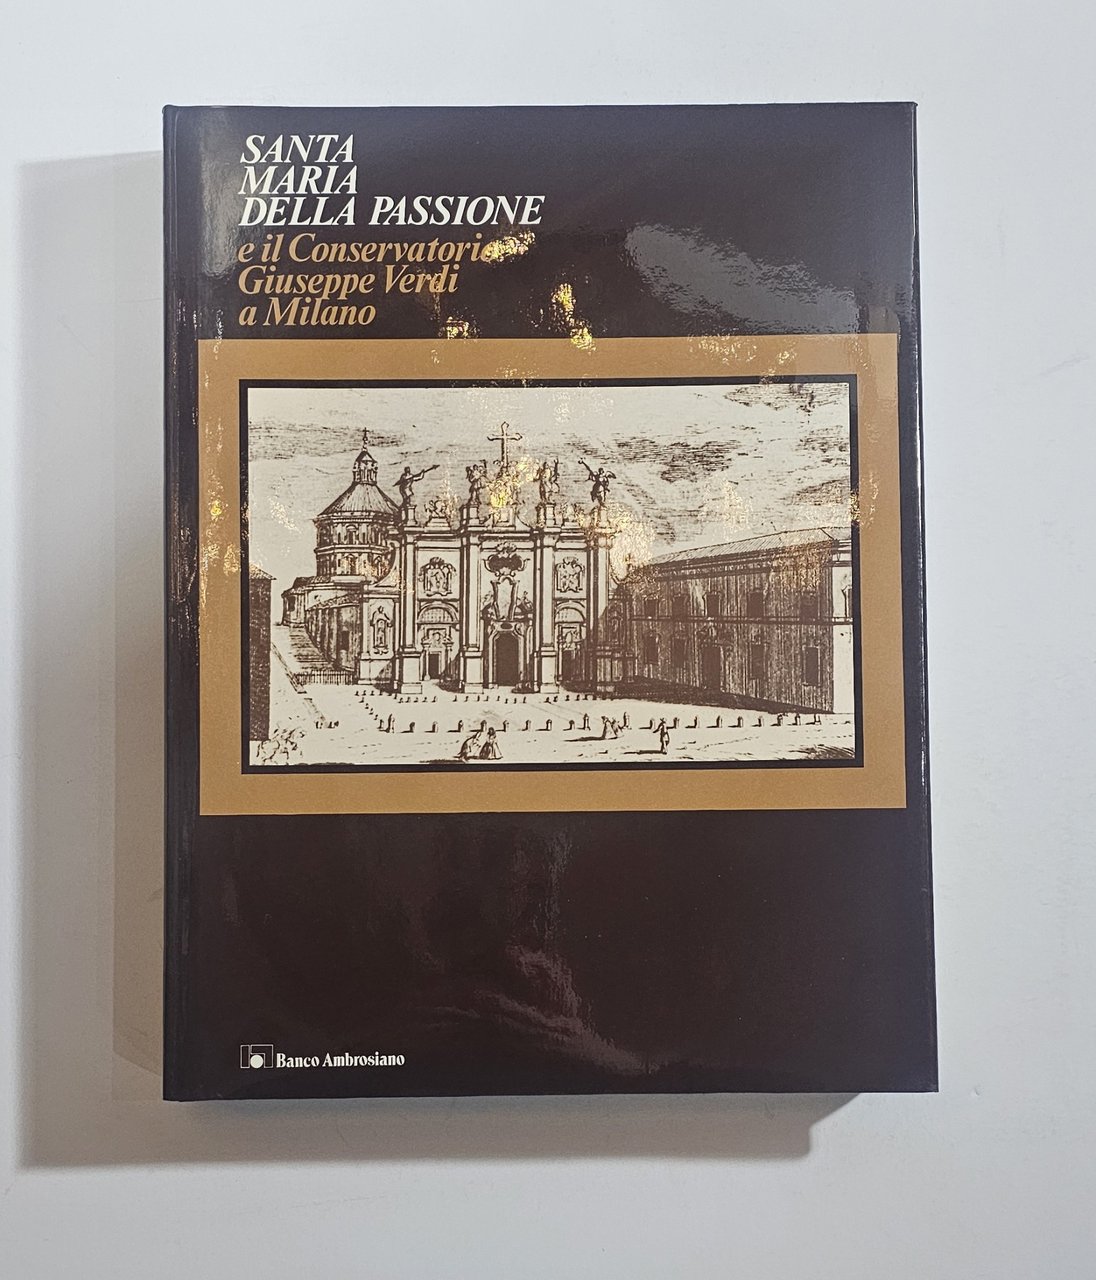 SANTA
MARIA
DELLA PASSIONE
e il Conservatorio
Giuseppe Verdi
a Milano
Banco Ambrosiano